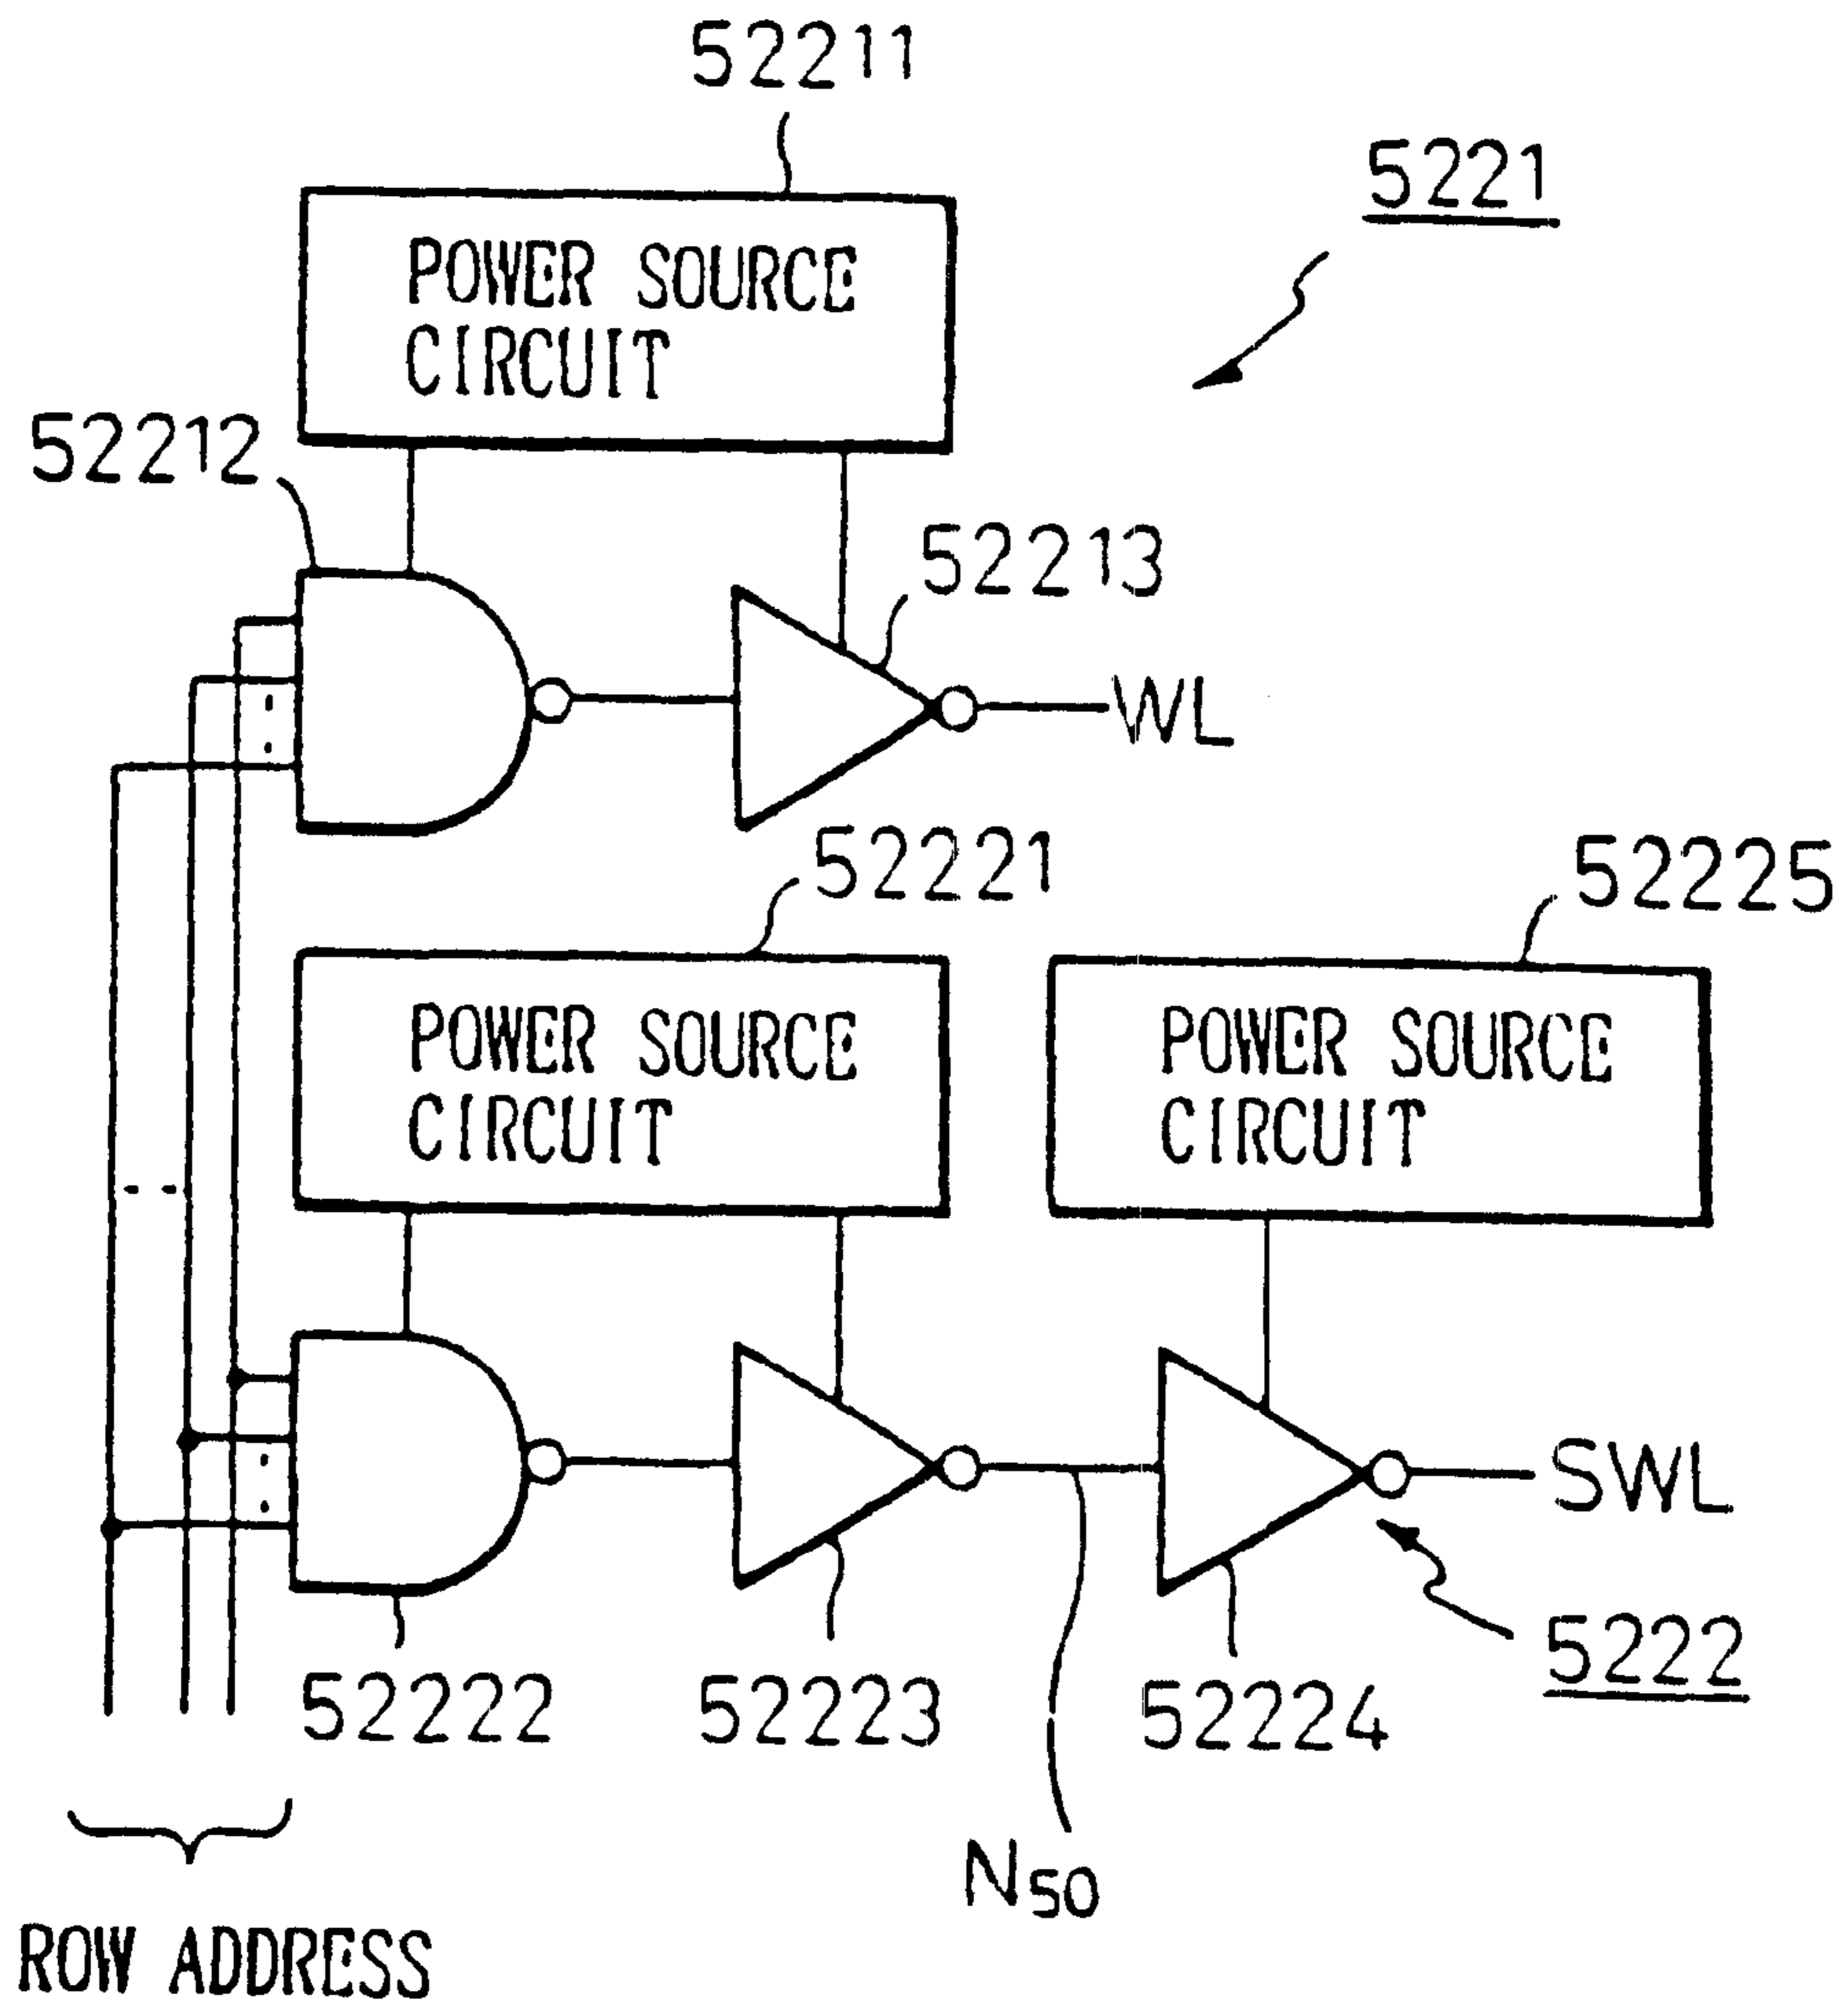 52211
5221
POWER SOURCE
CIRCUIT
52212
52213
WL
52221
52225
POWER SOURCE
CIRCUIT
POWER SOURCE
CIRCUIT
SWL
5222
52222
52223
52224
N50
ROW ADDRESS